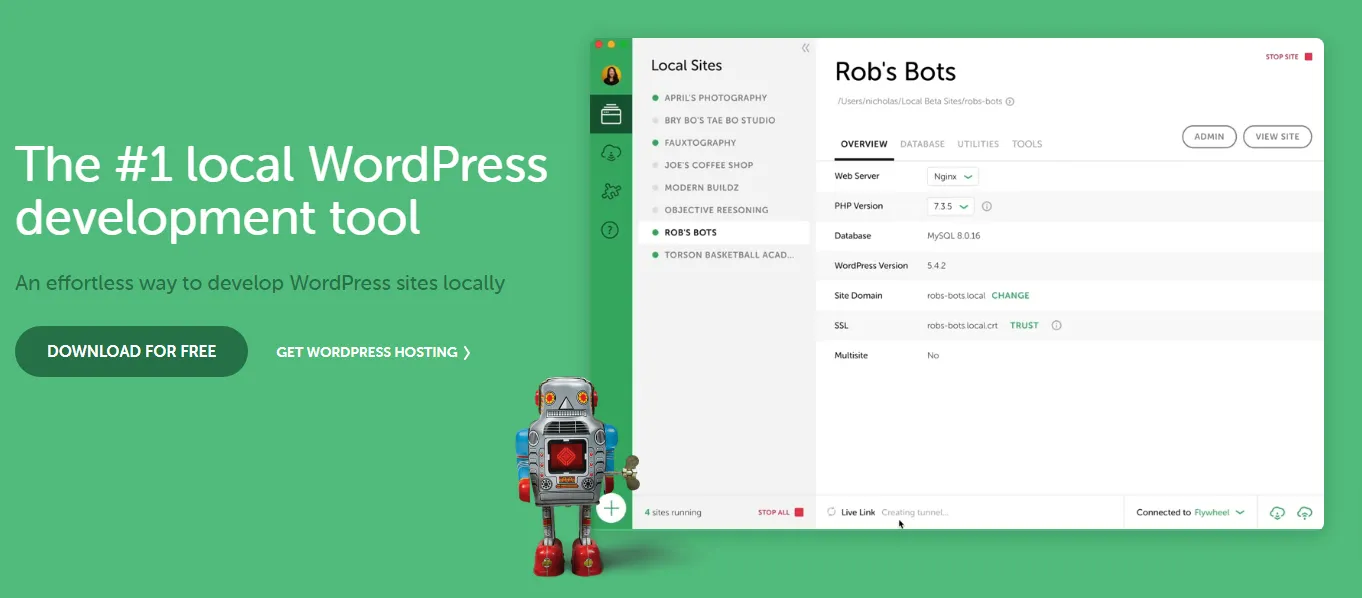 The #1 local WordPress
development tool
An effortless way to develop WordPress sites locally
DOWNLOAD FOR FREE
GET WORDPRESS HOSTING ❭
Local Sites
APRIL'S PHOTOGRAPHY
BRY BO'S TAE BO STUDIO
FAUXTOGRAPHY
JOE'S COFFEE SHOP
MODERN BUILDZ
OBJECTIVE REESONING
ROB'S BOTS
TORSON BASKETBALL ACAD...
4 sites running
STOP ALL
Rob's Bots
STOP SITE
/Users/nicholas/Local Beta Sites/robs-bots
OVERVIEW DATABASE UTILITIES TOOLS
ADMIN VIEW SITE
Web Server Nginx
PHP Version 7.3.5
Database MySQL 8.0.16
WordPress Version 5.4.2
Site Domain robs-bots.local CHANGE
SSL robs-bots.local.crt TRUST
Multisite No
Live Link Creating tunnel...
Connected to Flywheel